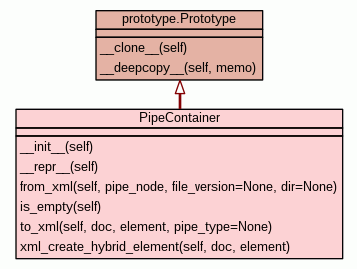 prototype.Prototype
__clone__(self)
__deepcopy__(self, memo)
PipeContainer
__init__(self)
__repr__(self)
from_xml(self, pipe_node, file_version=None, dir=None)
is_empty(self)
to_xml(self, doc, element, pipe_type=None)
xml_create_hybrid_element(self, doc, element)